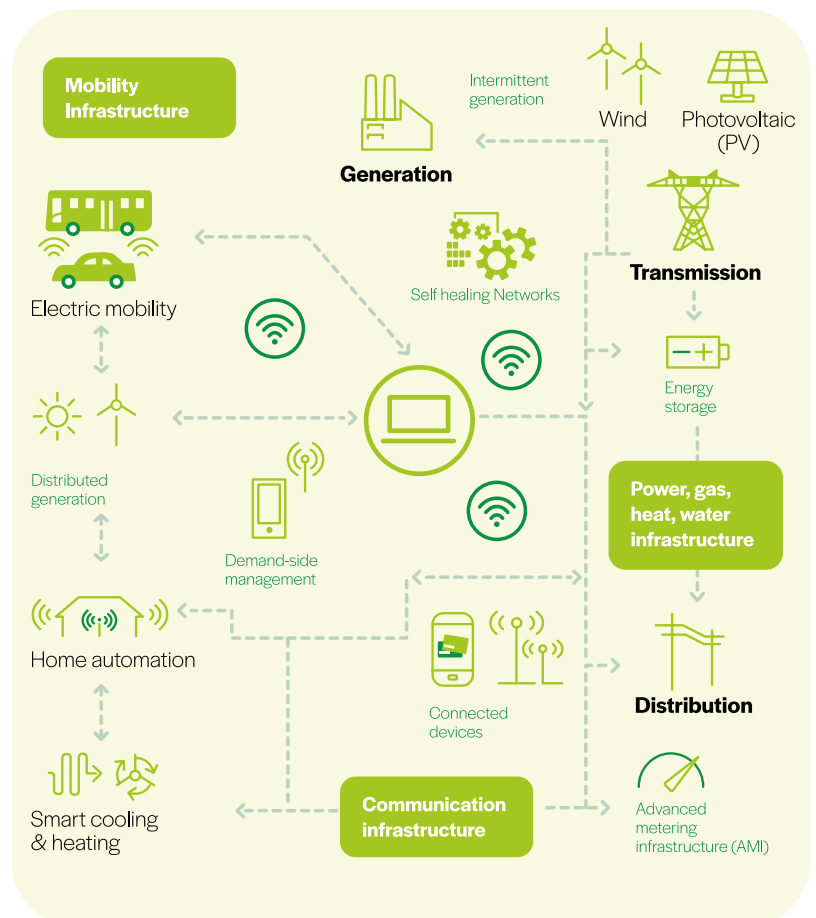 Mobility
Infrastructure
Intermittent
generation
Wind
Photovoltaic
(PV)
Generation
Transmission
Self healing Networks
Electric mobility
Energy
storage
Distributed
generation
Power, gas,
heat, water
infrastructure
Demand-side
management
Home automation
Connected
devices
Distribution
Smart cooling
& heating
Communication
infrastructure
Advanced
metering
infrastructure (AMI)